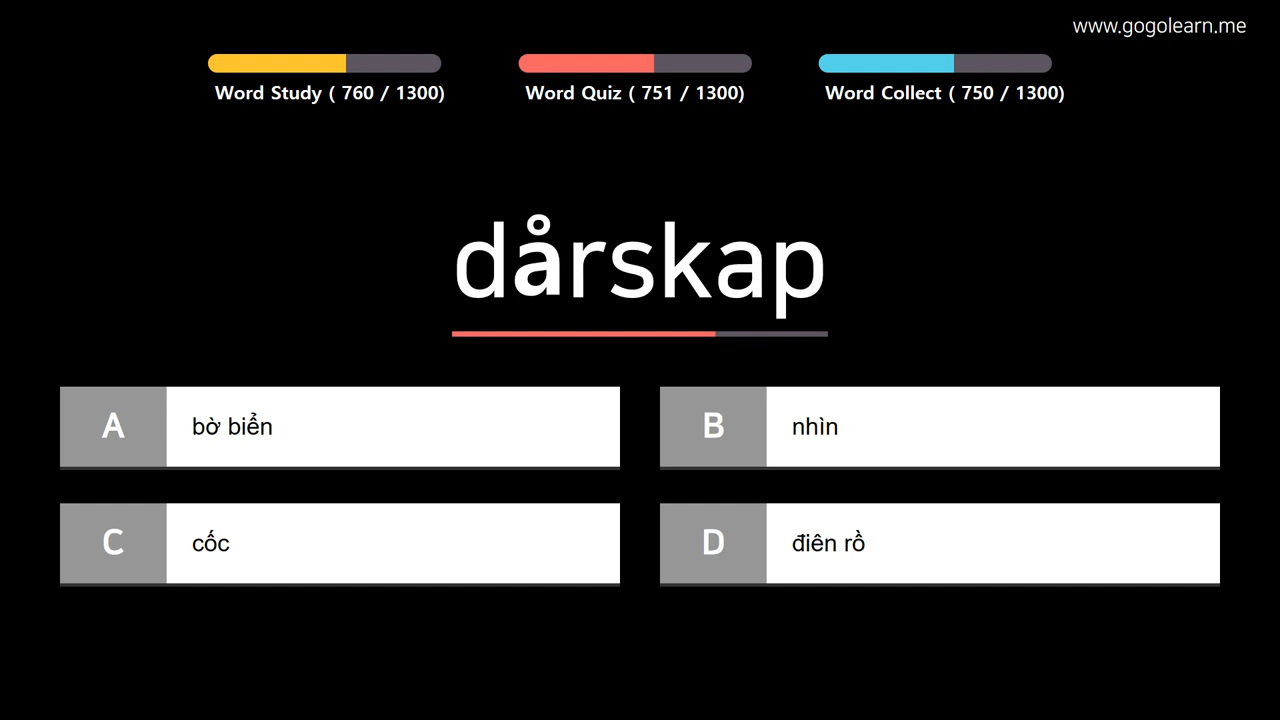 www.gogolearn.me
Word Study ( 760 / 1300)
Word Quiz ( 751 / 1300)
Word Collect ( 750 / 1300)
dårskap
A bờ biển
B nhìn
C cốc
D điên rồ